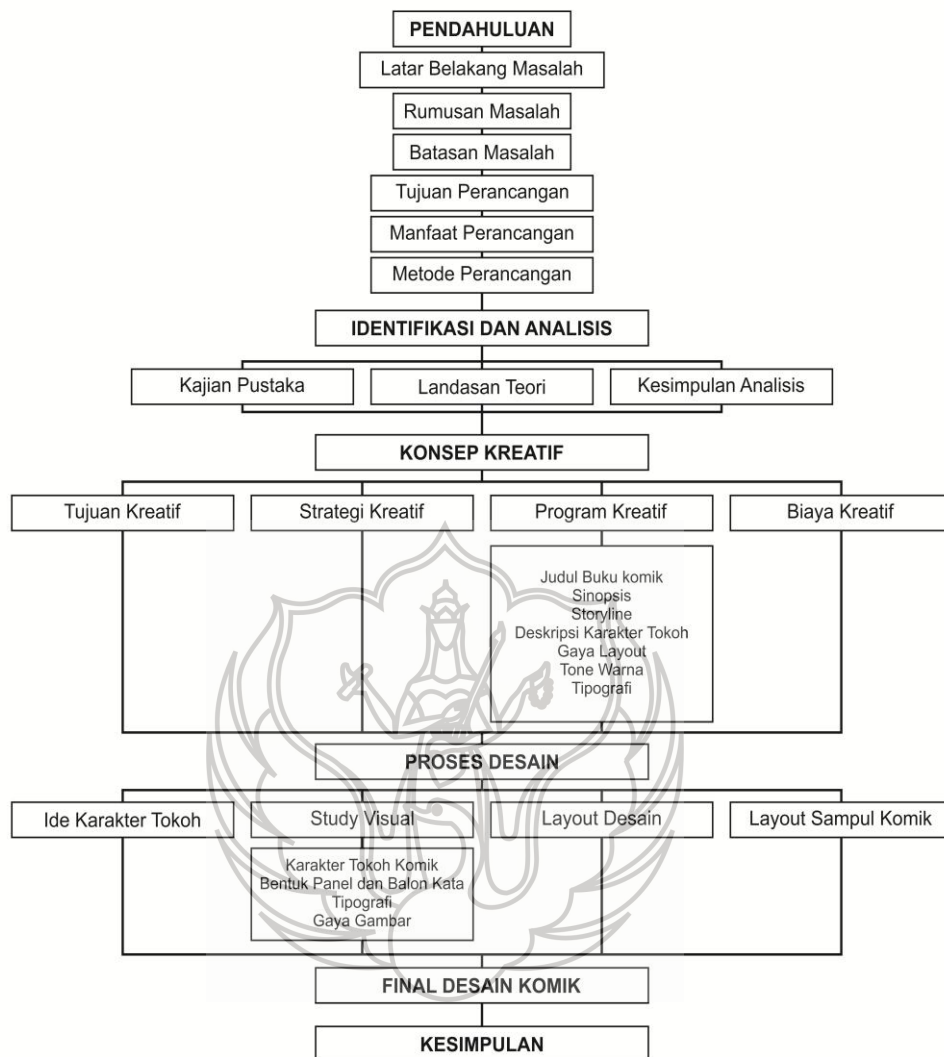 PENDAHULUAN
Latar Belakang Masalah
Rumusan Masalah
Batasan Masalah
Tujuan Perancangan
Manfaat Perancangan
Metode Perancangan
IDENTIFIKASI DAN ANALISIS
Kajian Pustaka
Landasan Teori
Kesimpulan Analisis
KONSEP KREATIF
Tujuan Kreatif
Strategi Kreatif
Program Kreatif
Biaya Kreatif
Judul Buku komik
Sinopsis
Storyline
Deskripsi Karakter Tokoh
Gaya Layout
Tone Warna
Tipografi
PROSES DESAIN
Ide Karakter Tokoh
Study Visual
Layout Desain
Layout Sampul Komik
Karakter Tokoh Komik
Bentuk Panel dan Balon Kata
Tipografi
Gaya Gambar
FINAL DESAIN KOMIK
KESIMPULAN